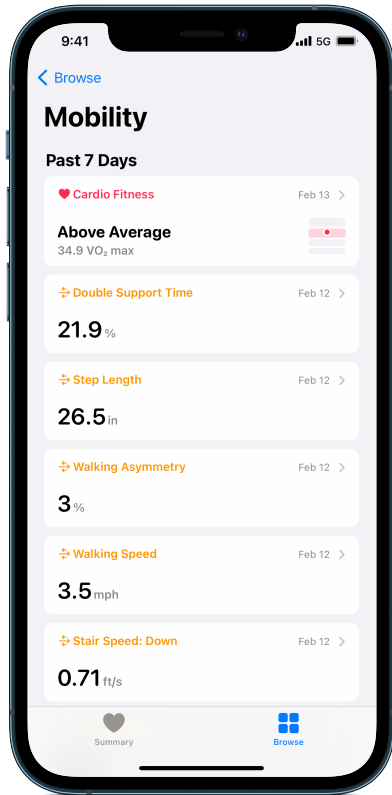 9:41
5G
Browse
Mobility
Past 7 Days
Cardio Fitness
Feb 13
Above Average
34.9 VO₂ max
Double Support Time
Feb 12
21.9 %
Step Length
Feb 12
26.5 in
Walking Asymmetry
Feb 12
3 %
Walking Speed
Feb 12
3.5 mph
Stair Speed: Down
Feb 12
0.71 ft/s
Summary
Browse